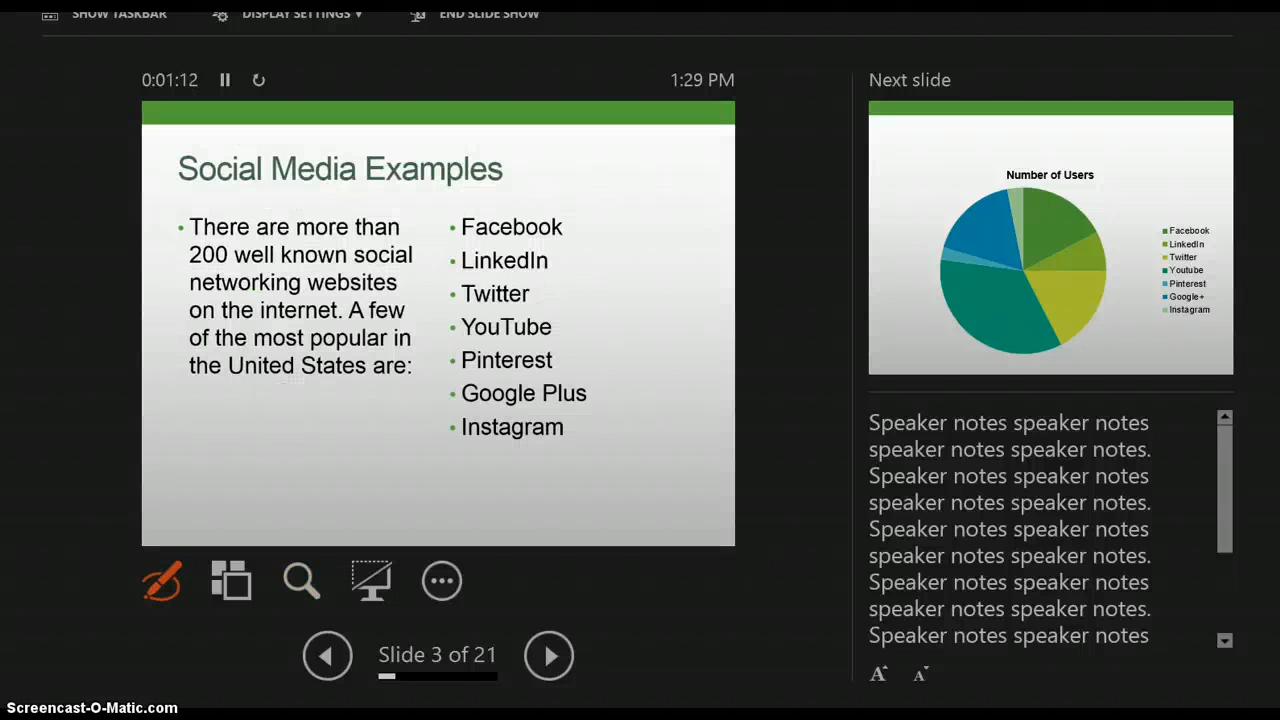 SHOW TASKBAR DISPLAY SETTINGS ▼ END SLIDE SHOW
0:01:12 1:29 PM
Social Media Examples
• There are more than
200 well known social
networking websites
on the internet. A few
of the most popular in
the United States are:
• Facebook
• LinkedIn
• Twitter
• YouTube
• Pinterest
• Google Plus
• Instagram
Slide 3 of 21
Next slide
Number of Users
Facebook
LinkedIn
Twitter
Youtube
Pinterest
Google+
Instagram
Speaker notes speaker notes
speaker notes speaker notes.
Speaker notes speaker notes
speaker notes speaker notes.
Speaker notes speaker notes
speaker notes speaker notes.
Speaker notes speaker notes
speaker notes speaker notes.
Speaker notes speaker notes
A A
Screencast-O-Matic.com